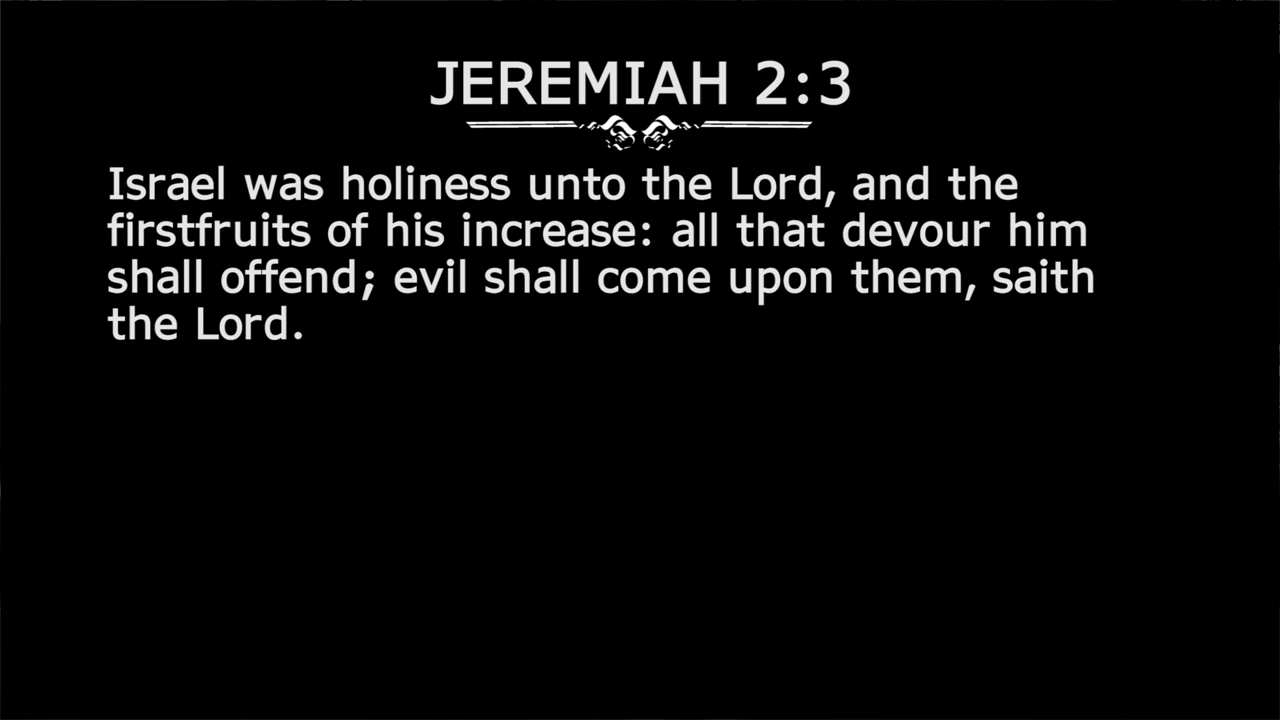 JEREMIAH 2:3
Israel was holiness unto the Lord, and the
firstfruits of his increase: all that devour him
shall offend; evil shall come upon them, saith
the Lord.